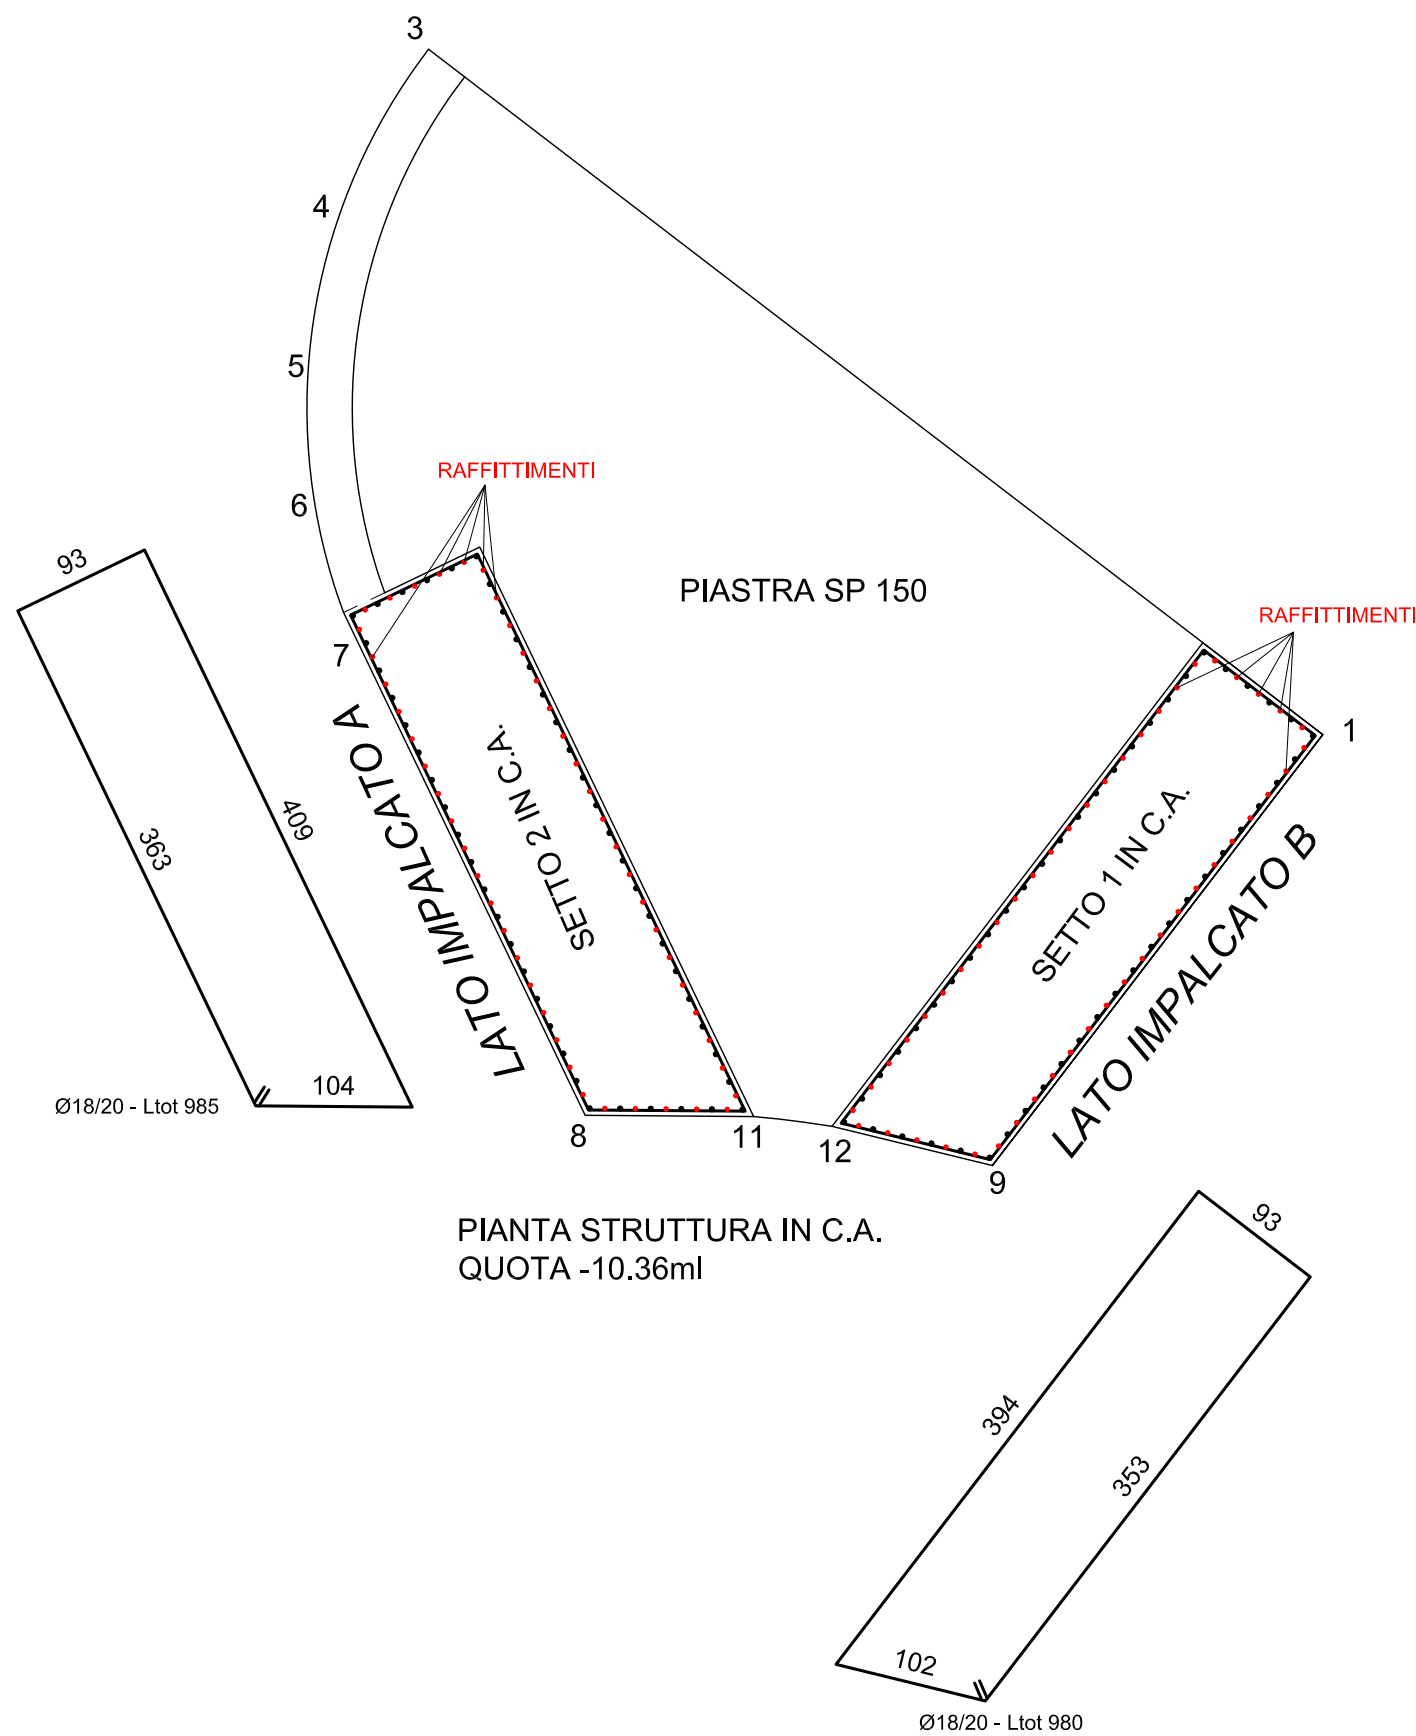 3
4
5
RAFFITTIMENTI
6
93
PIASTRA SP 150
RAFFITTIMENTI
7
1
LATO IMPALCATO A
SETTO 2 IN C.A.
409
363
SETTO 1 IN C.A.
LATO IMPALCATO B
104
Ø18/20 - Ltot 985
8
11
12
9
PIANTA STRUTTURA IN C.A.
QUOTA -10.36ml
93
394
353
102
Ø18/20 - Ltot 980